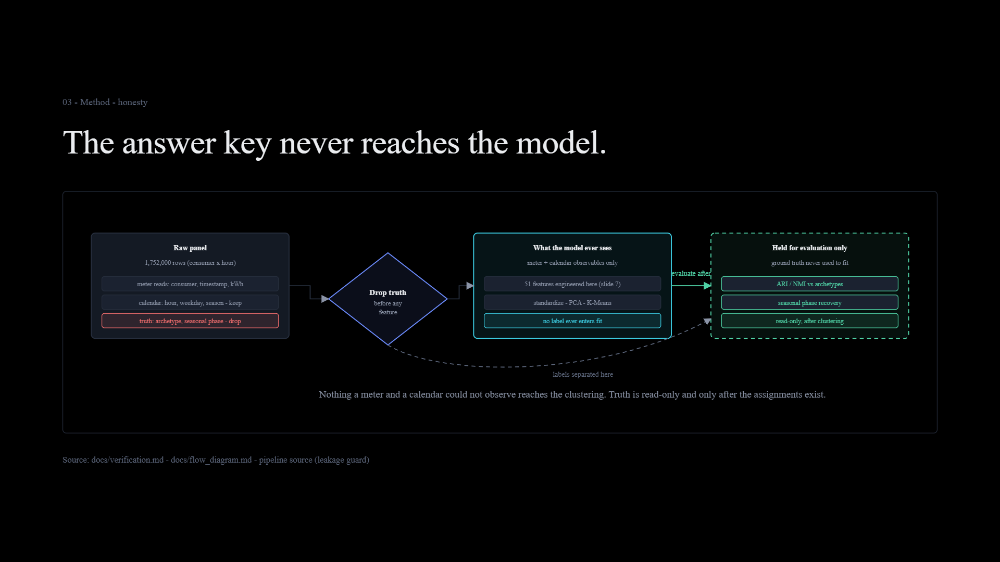 03 - Method - honesty
The answer key never reaches the model.
Raw panel
1,752,000 rows (consumer x hour)
meter reads: consumer, timestamp, kWh
calendar: hour, weekday, season - keep
truth: archetype, seasonal phase - drop
Drop truth
before any
feature
What the model ever sees
meter + calendar observables only
51 features engineered here (slide 7)
standardize - PCA - K-Means
no label ever enters fit
evaluate after
Held for evaluation only
ground truth never used to fit
ARI / NMI vs archetypes
seasonal phase recovery
read-only, after clustering
labels separated here
Nothing a meter and a calendar could not observe reaches the clustering. Truth is read-only and only after the assignments exist.
Source: docs/verification.md - docs/flow_diagram.md - pipeline source (leakage guard)